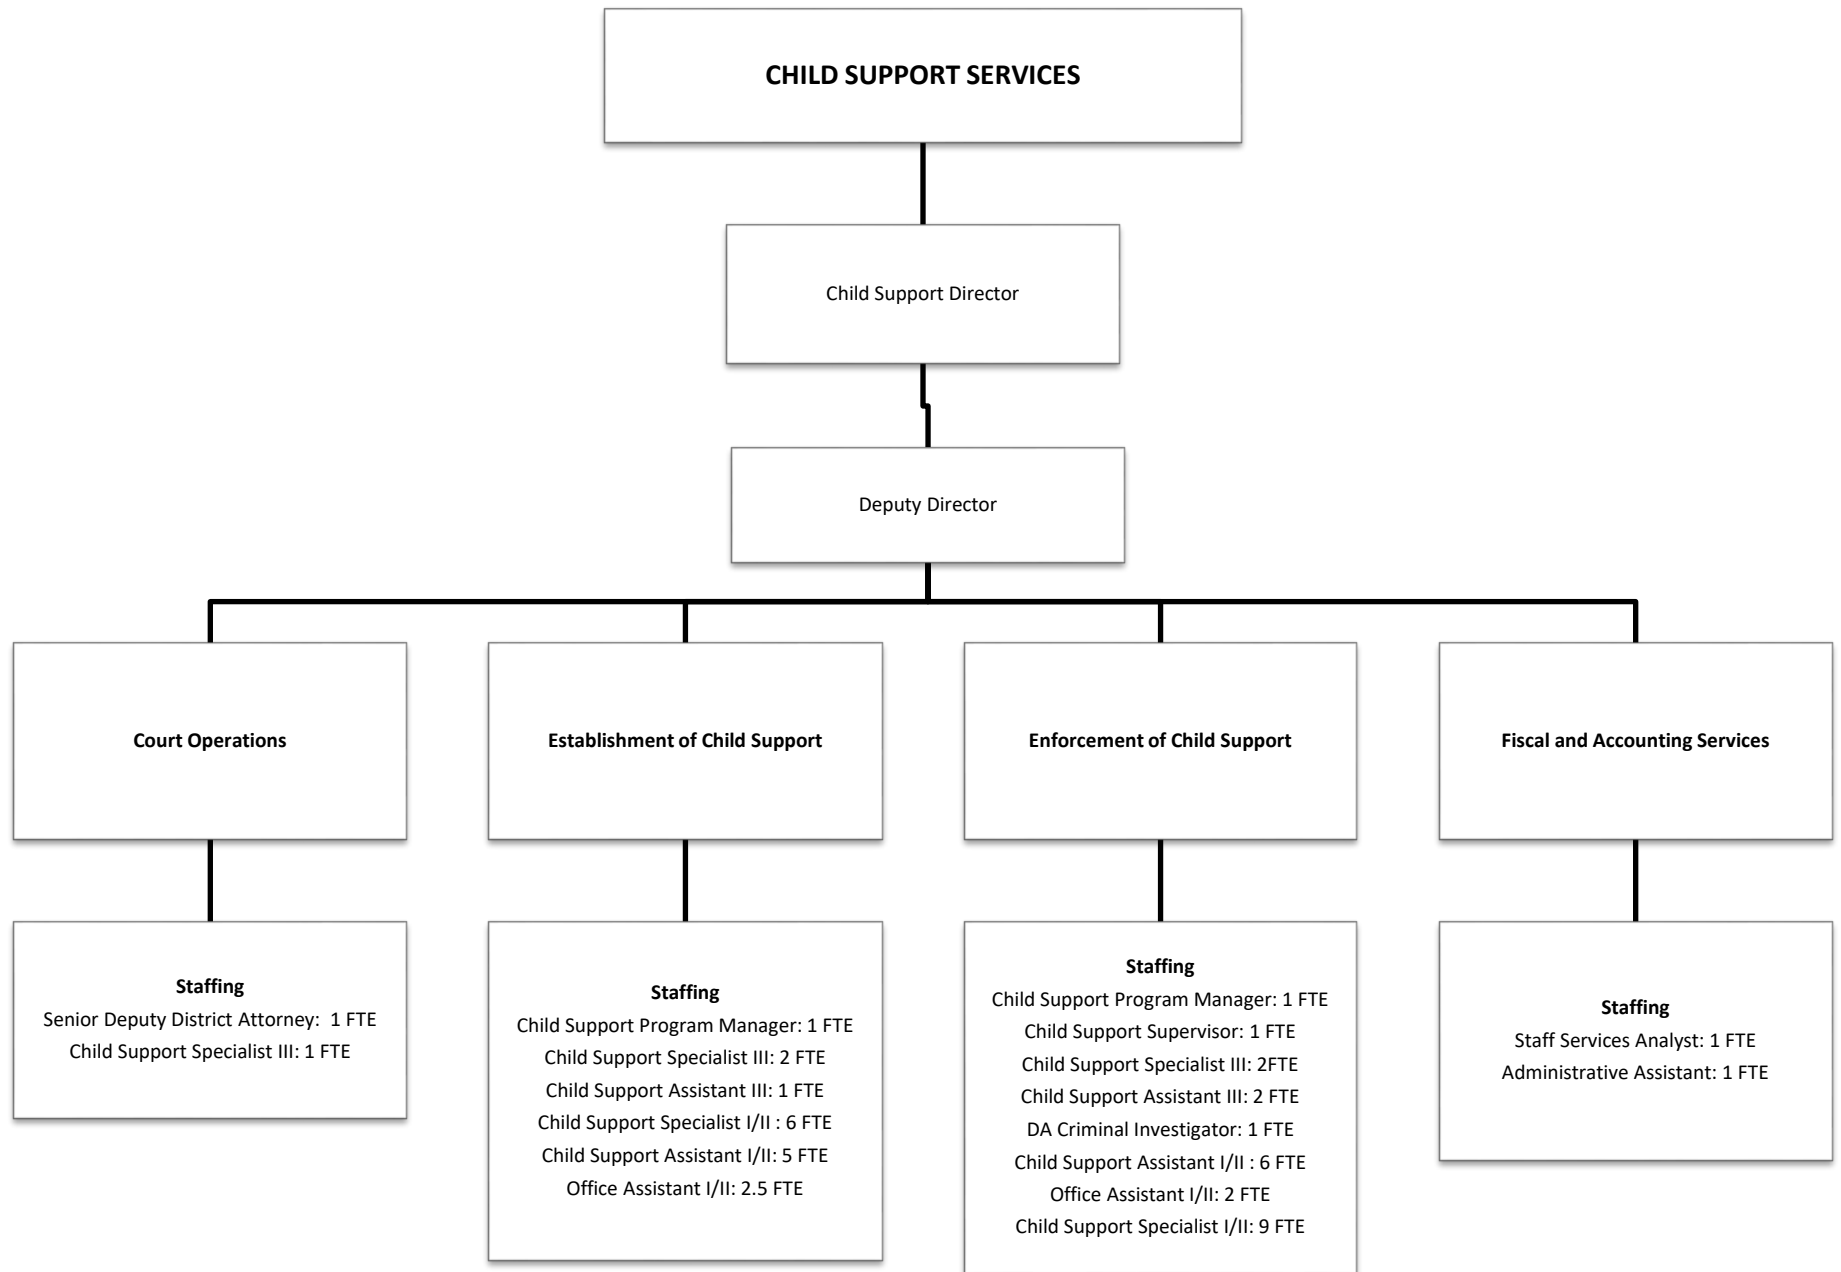 CHILD SUPPORT SERVICES
Child Support Director
Deputy Director
Court Operations
Establishment of Child Support
Enforcement of Child Support
Fiscal and Accounting Services
Staffing
Senior Deputy District Attorney:  1 FTE
Child Support Specialist III: 1 FTE
Staffing
Child Support Program Manager: 1 FTE
Child Support Specialist III: 2 FTE
Child Support Assistant III: 1 FTE
Child Support Specialist I/II : 6 FTE
Child Support Assistant I/II: 5 FTE
Office Assistant I/II: 2.5 FTE
Staffing
Child Support Program Manager: 1 FTE
Child Support Supervisor: 1 FTE
Child Support Specialist III: 2FTE
Child Support Assistant III: 2 FTE
DA Criminal Investigator: 1 FTE
Child Support Assistant I/II : 6 FTE
Office Assistant I/II: 2 FTE
Child Support Specialist I/II: 9 FTE
Staffing
Staff Services Analyst: 1 FTE
Administrative Assistant: 1 FTE